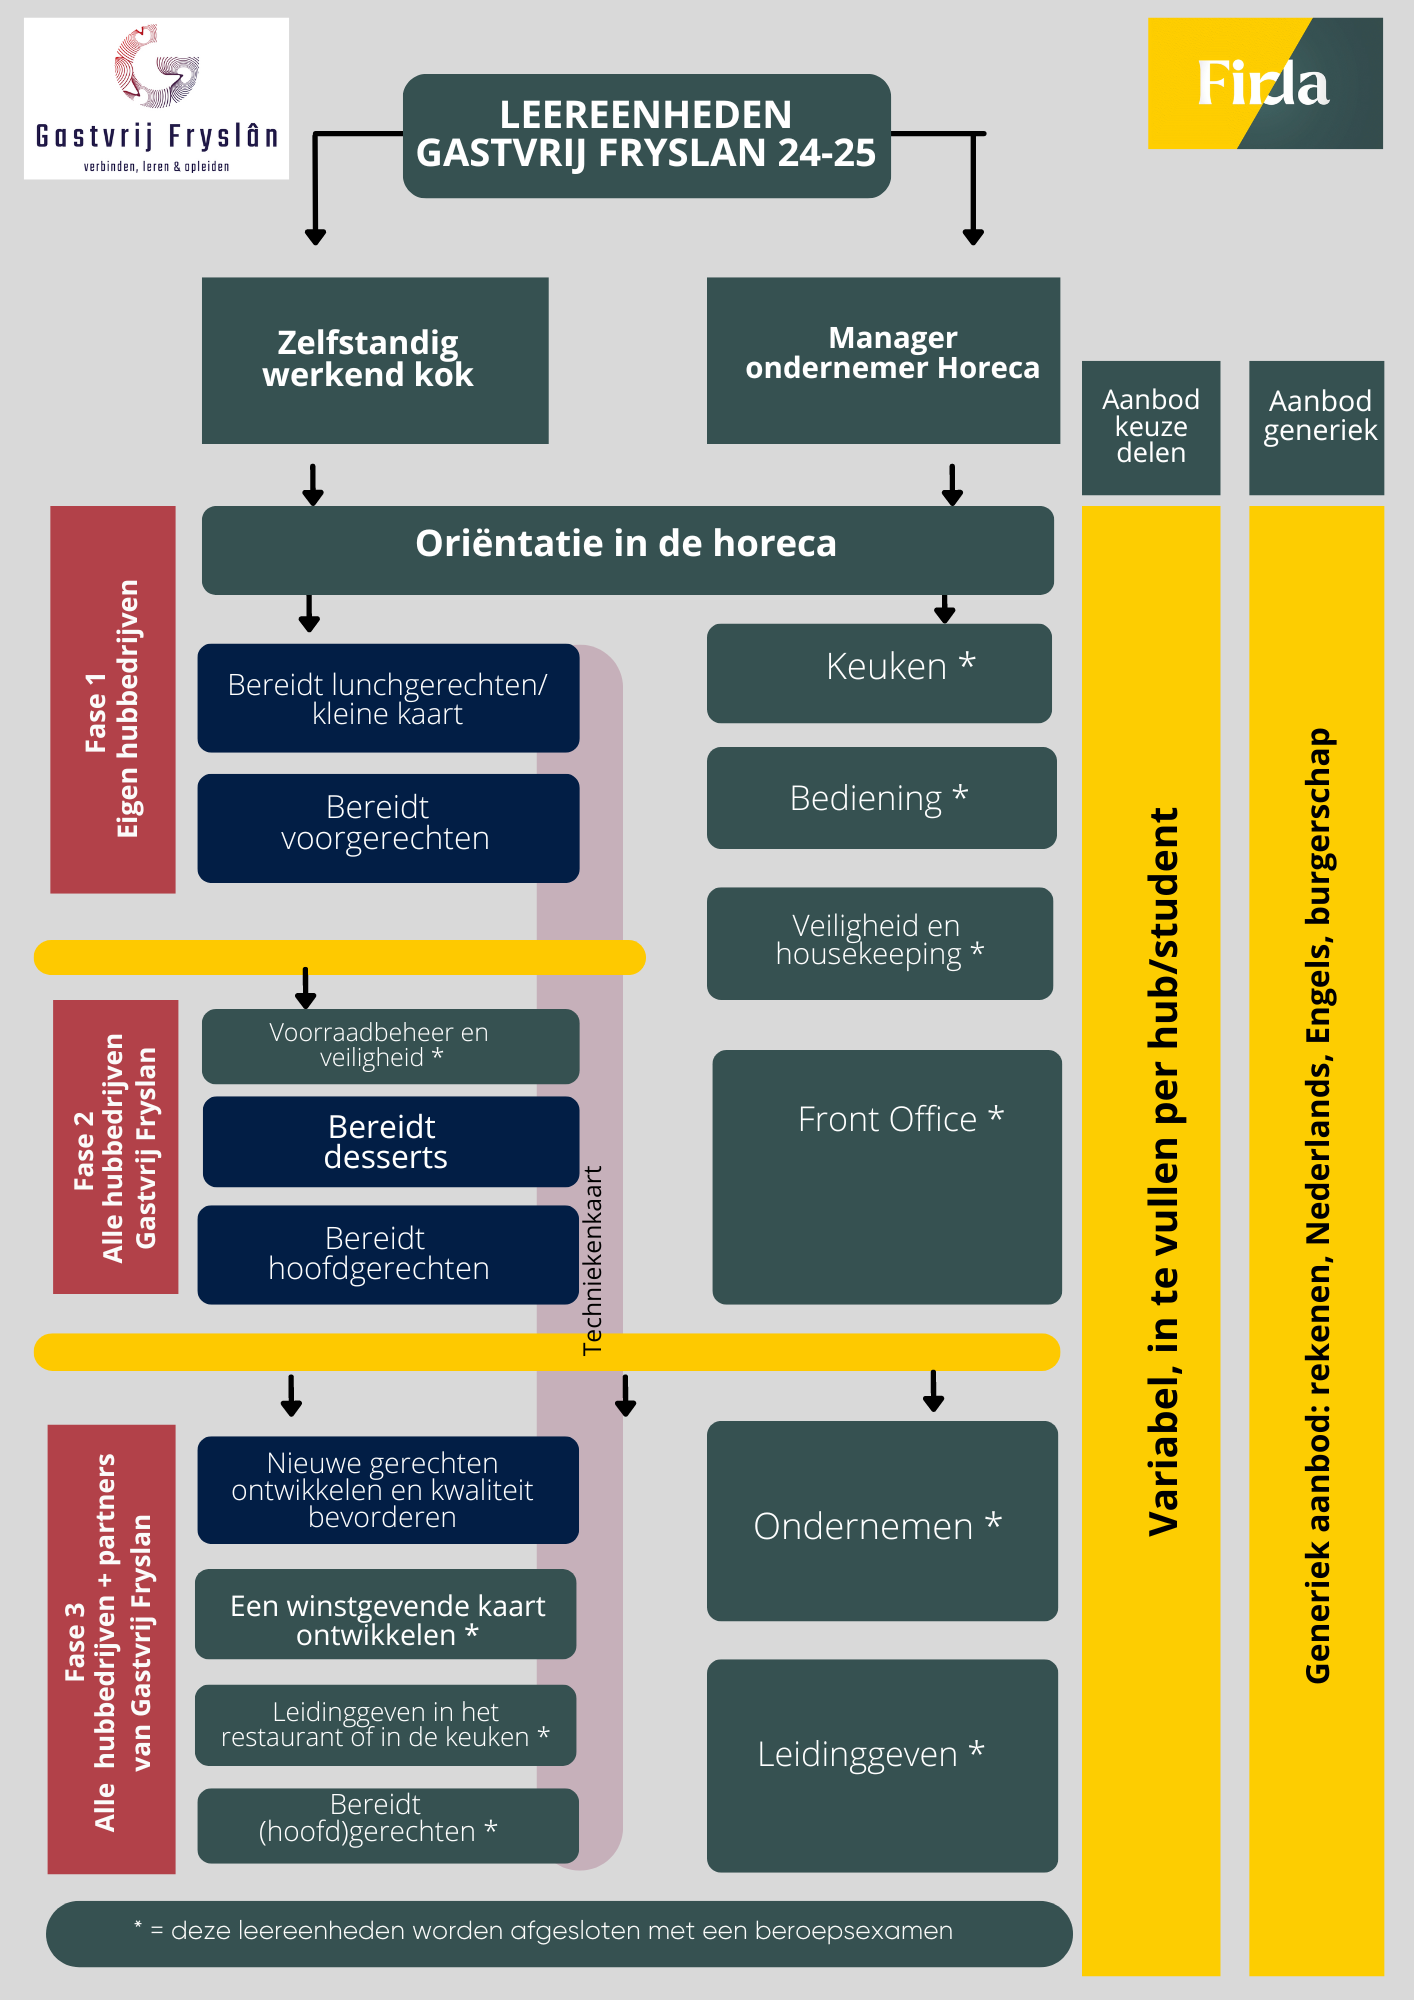 Gastvrij Fryslân
verbinden, leren & opleiden
LEEREENHEDEN
GASTVRIJ FRYSLAN 24-25
Firda
Zelfstandig
werkend kok
Manager
ondernemer Horeca
Aanbod
keuze
delen
Aanbod
generiek
Oriëntatie in de horeca
Fase 1
Eigen hubbedrijven
Bereidt lunchgerechten/
kleine kaart
Bereidt
voorgerechten
Keuken *
Bediening *
Veiligheid en
housekeeping *
Fase 2
Alle hubbedrijven
Gastvrij Fryslan
Voorraadbeheer en
veiligheid *
Bereidt
desserts
Bereidt
hoofdgerechten
Techniekenkaart
Front Office *
Fase 3
Alle hubbedrijven + partners
van Gastvrij Fryslan
Nieuwe gerechten
ontwikkelen en kwaliteit
bevorderen
Een winstgevende kaart
ontwikkelen *
Leidinggeven in het
restaurant of in de keuken *
Bereidt
(hoofd)gerechten *
Ondernemen *
Leidinggeven *
Variabel, in te vullen per hub/student
Generiek aanbod: rekenen, Nederlands, Engels, burgerschap
* = deze leereenheden worden afgesloten met een beroepsexamen